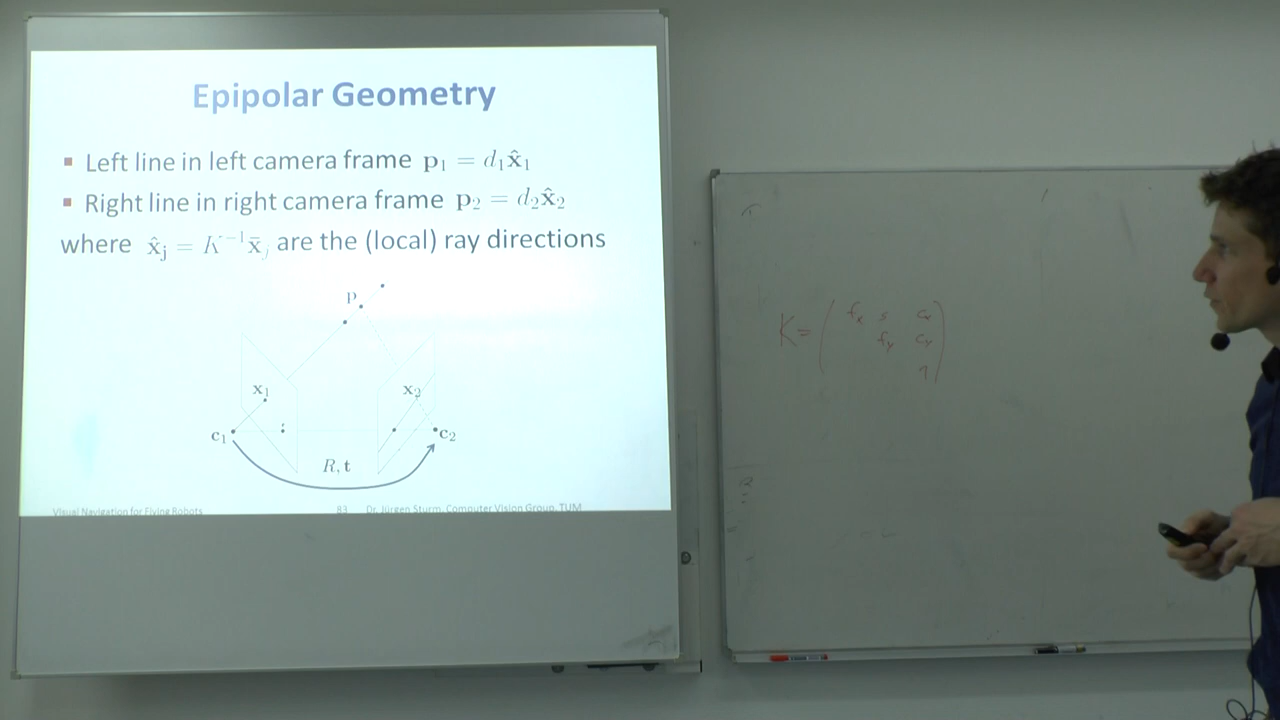 Epipolar Geometry
▪ Left line in left camera frame p₁ = d₁x̂₁
▪ Right line in right camera frame p₂ = d₂x̂₂
where x̂ⱼ = K⁻¹x̄ⱼ are the (local) ray directions
p
x₁ x₂
c₁ c₂
R, t
Visual Navigation for Flying Robots 83 Dr. Jürgen Sturm, Computer Vision Group, TUM
K = ( fₓ s cₓ
f_y c_y
1 )